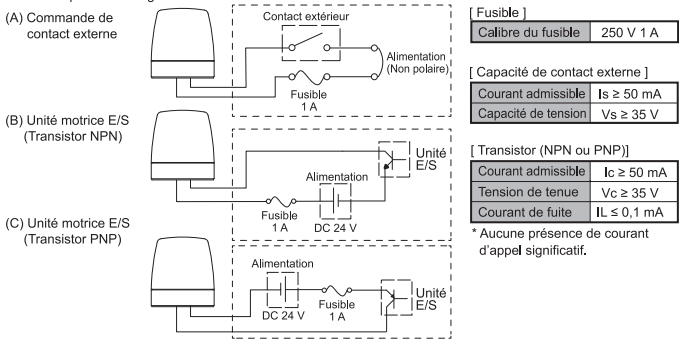 (A) Commande de
contact externe
Contact extérieur
Alimentation
(Non polaire)
Fusible
1 A
(B) Unité motrice E/S
(Transistor NPN)
Unité
E/S
Alimentation
Fusible
1 A
DC 24 V
(C) Unité motrice E/S
(Transistor PNP)
Alimentation
DC 24 V
Fusible
1 A
Unité
E/S
[ Fusible ]
Calibre du fusible 250 V 1 A
[ Capacité de contact externe ]
Courant admissible Is ≥ 50 mA
Capacité de tension Vs ≥ 35 V
[ Transistor (NPN ou PNP)]
Courant admissible Ic ≥ 50 mA
Tension de tenue Vc ≥ 35 V
Courant de fuite IL ≤ 0,1 mA
* Aucune présence de courant
d'appel significatif.